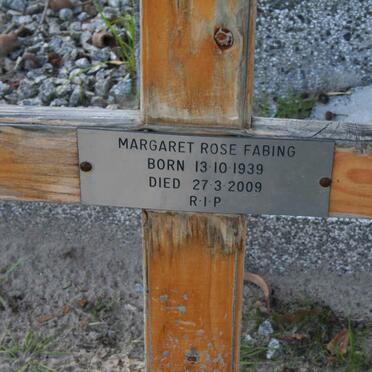 MARGARET ROSE FABING
BORN 13·10·1939
DIED 27·3·2009
R·I·P